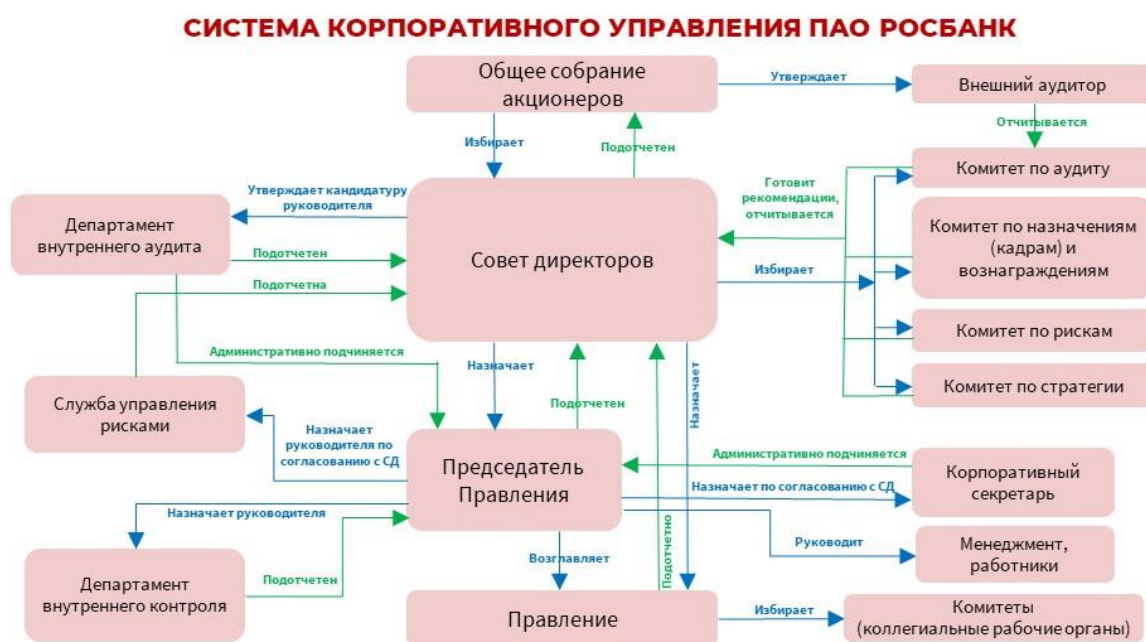 СИСТЕМА КОРПОРАТИВНОГО УПРАВЛЕНИЯ ПАО РОСБАНК
Общее собрание
акционеров
Утверждает
Внешний аудитор
Избирает
Подотчетен
Отчитывается
Комитет по аудиту
Утверждает кандидатуру
руководителя
Готовит
рекомендации,
отчитывается
Департамент
внутреннего аудита
Совет директоров
Комитет по назначениям
(кадрам) и
вознаграждениям
Подотчетен
Подотчетна
Избирает
Комитет по рискам
Административно подчиняется
Назначает
Подотчетен
Назначает
Комитет по стратегии
Служба управления
рисками
Назначает
руководителя по
согласованию с СД
Председатель
Правления
Административно подчиняется
Назначает по согласованию с СД
Корпоративный
секретарь
Назначает руководителя
Руководит
Менеджмент,
работники
Возглавляет
Подотчетно
Департамент
внутреннего контроля
Подотчетен
Правление
Избирает
Комитеты
(коллегиальные рабочие органы)